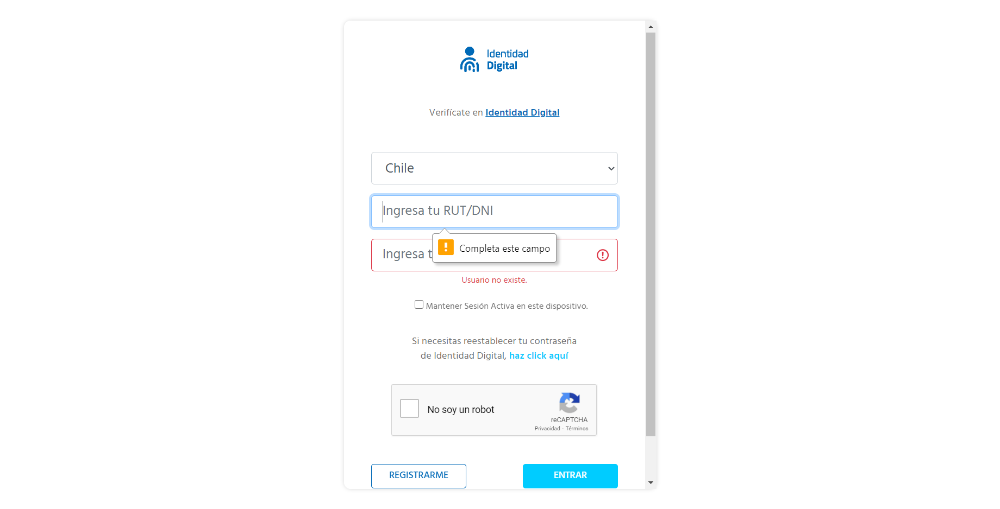 Identidad
Digital
Verifícate en Identidad Digital
Chile
Ingresa tu RUT/DNI
Completa este campo
Ingresa t
Usuario no existe.
Mantener Sesión Activa en este dispositivo.
Si necesitas reestablecer tu contraseña
de Identidad Digital, haz click aquí
No soy un robot
reCAPTCHA
Privacidad - Términos
REGISTRARME
ENTRAR